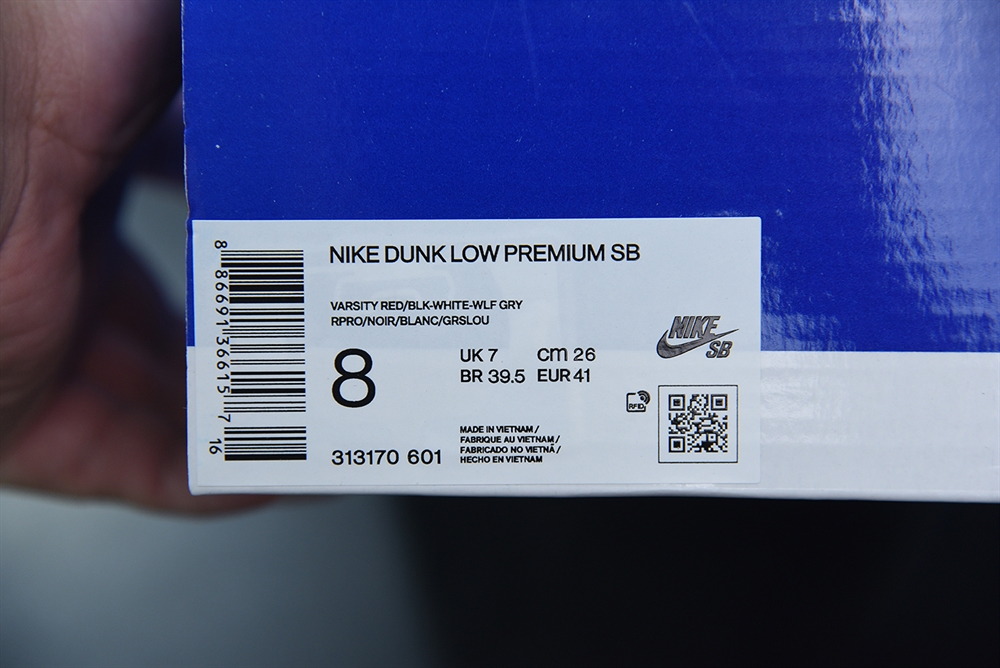 NIKE DUNK LOW PREMIUM SB
VARSITY RED/BLK-WHITE-WLF GRY
RPRO/NOIR/BLANC/GRSLOU
8
UK 7 cm 26
BR 39.5 EUR 41
313170 601
MADE IN VIETNAM /
FABRIQUE AU VIETNAM /
FABRICADO NO VIETNÃ /
HECHO EN VIETNAM
8 86691 36615 7
16
NIKE
SB
RFID